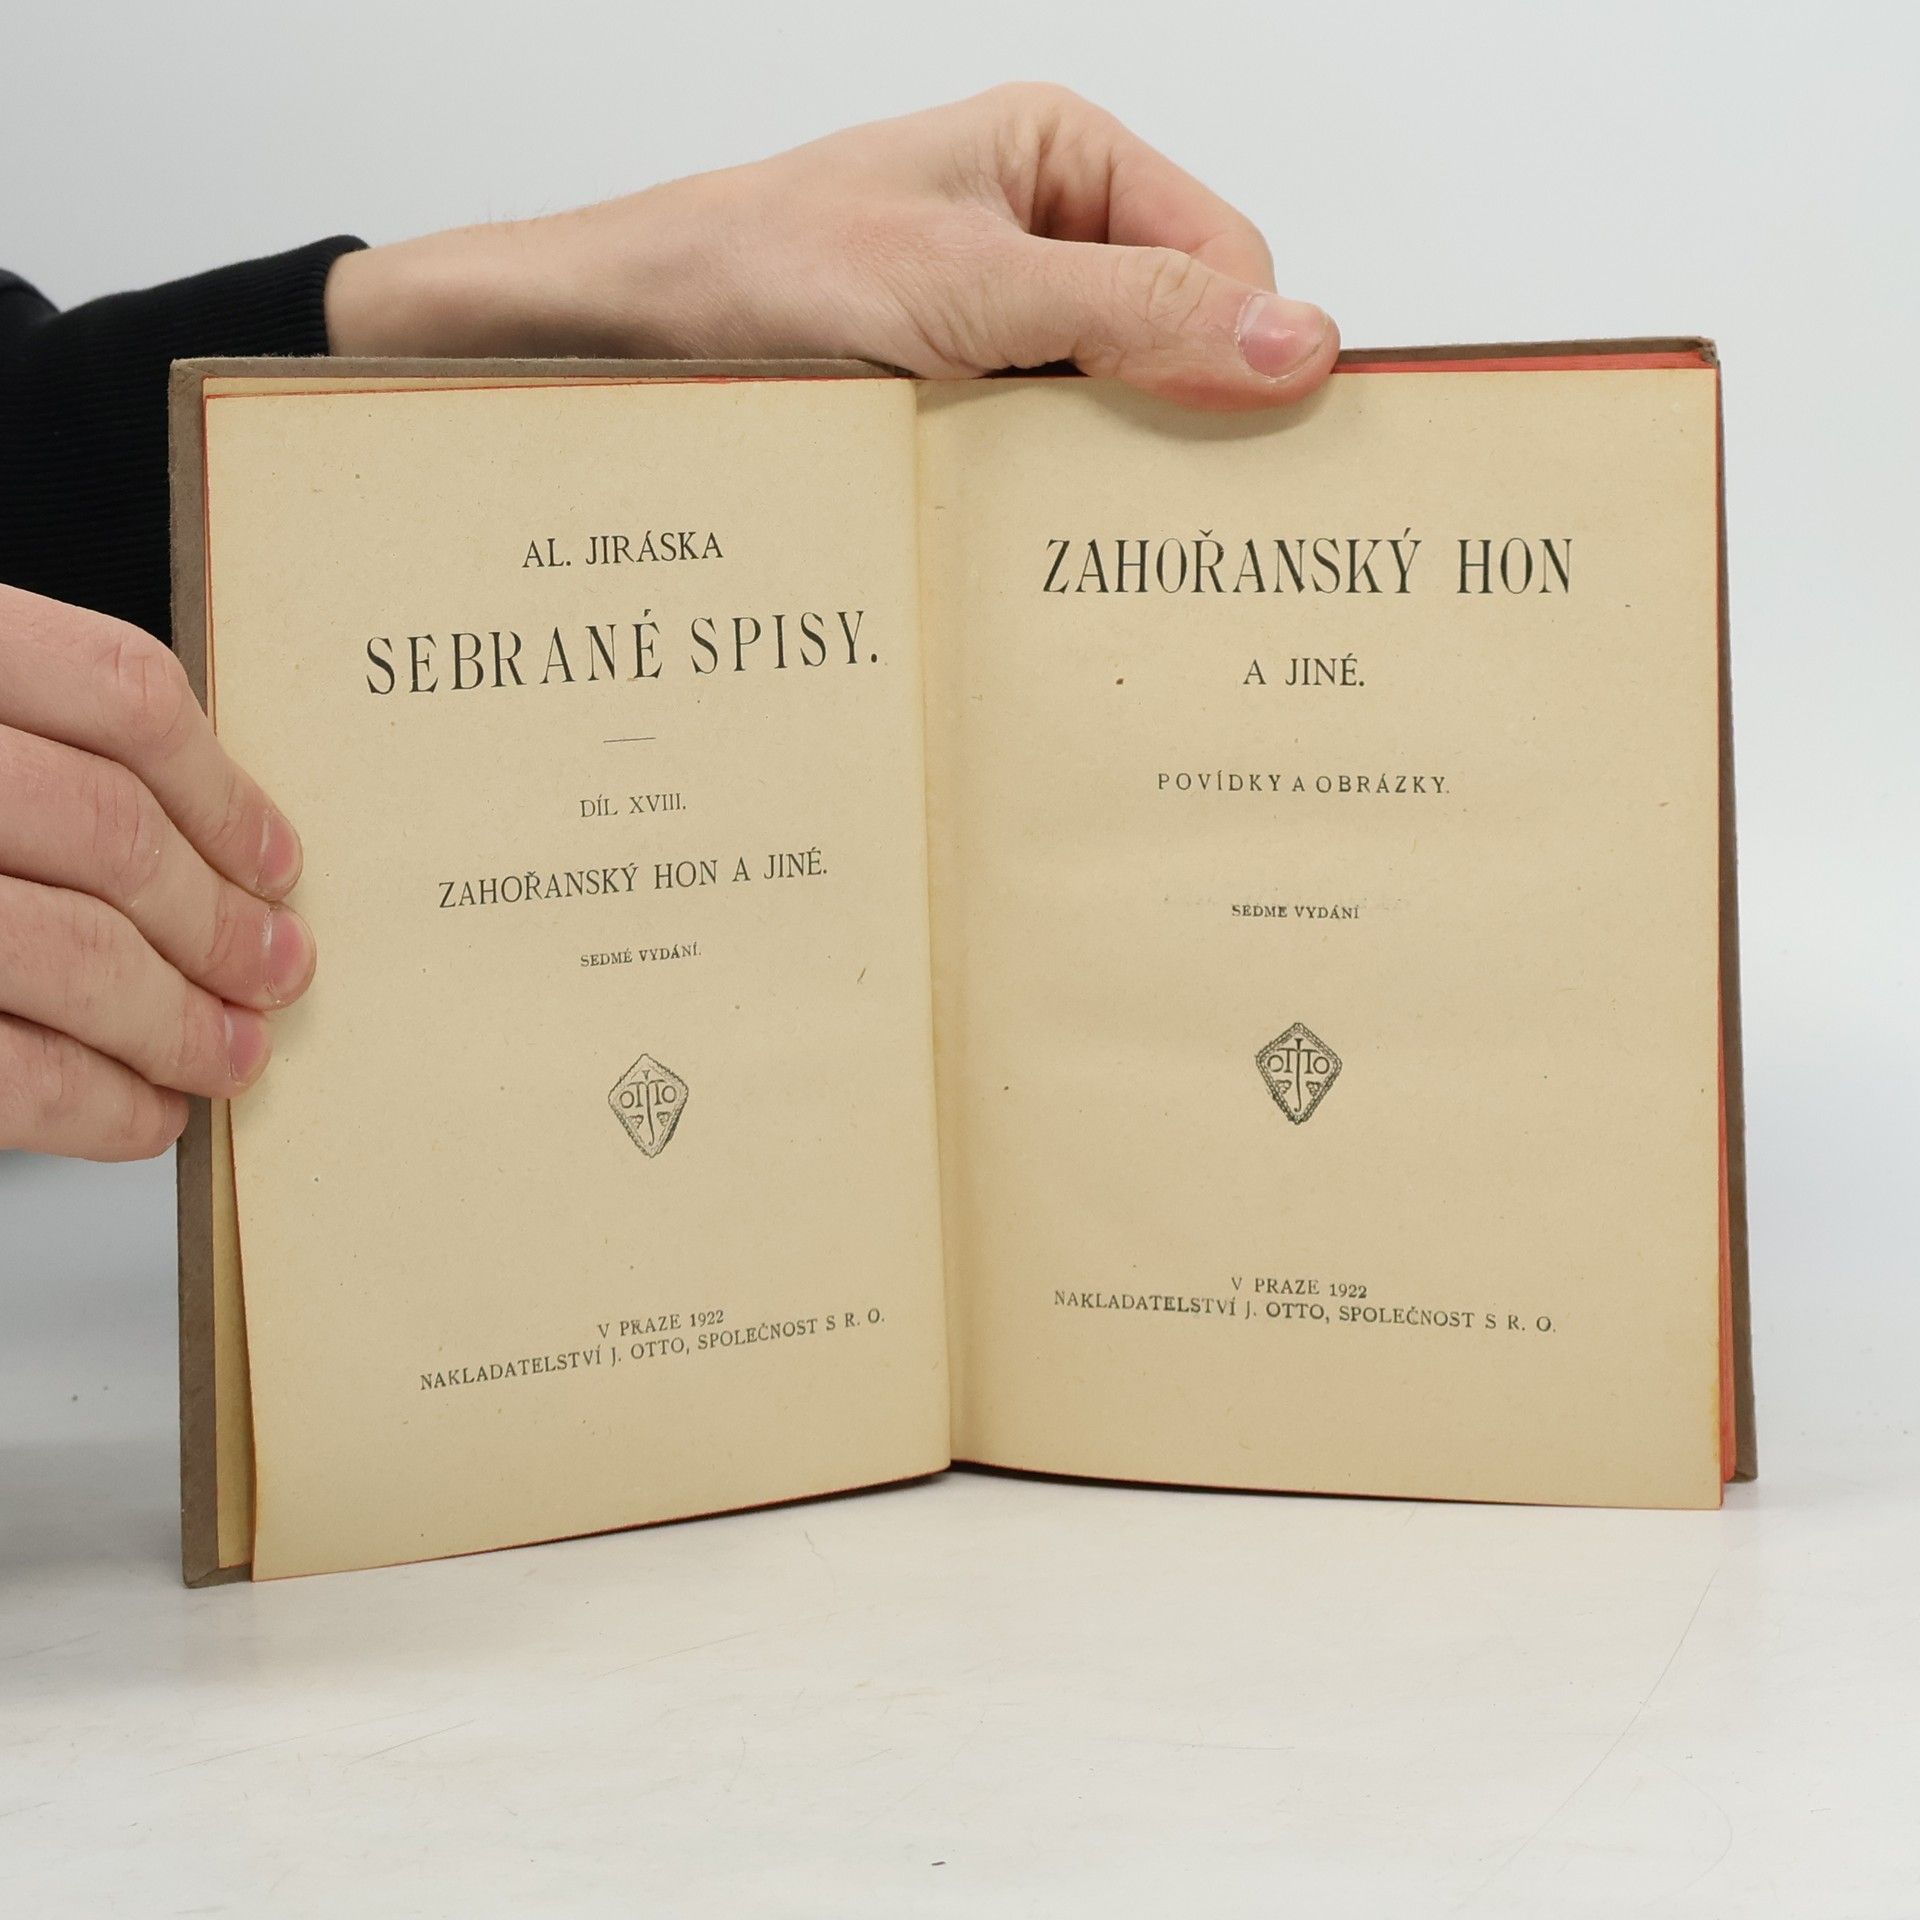 AL. JIRÁSKA
SEBRANÉ SPISY.
DÍL XVIII.
ZAHOŘANSKÝ HON A JINÉ.
SEDMÉ VYDÁNÍ.
OTTO
V PRAZE 1922
NAKLADATELSTVÍ J. OTTO, SPOLEČNOST S R. O.
ZAHOŘANSKÝ HON
A JINÉ.
POVÍDKY A OBRÁZKY.
SEDME VYDÁNÍ
OTTO
V PRAZE 1922
NAKLADATELSTVÍ J. OTTO, SPOLEČNOST S R. O.